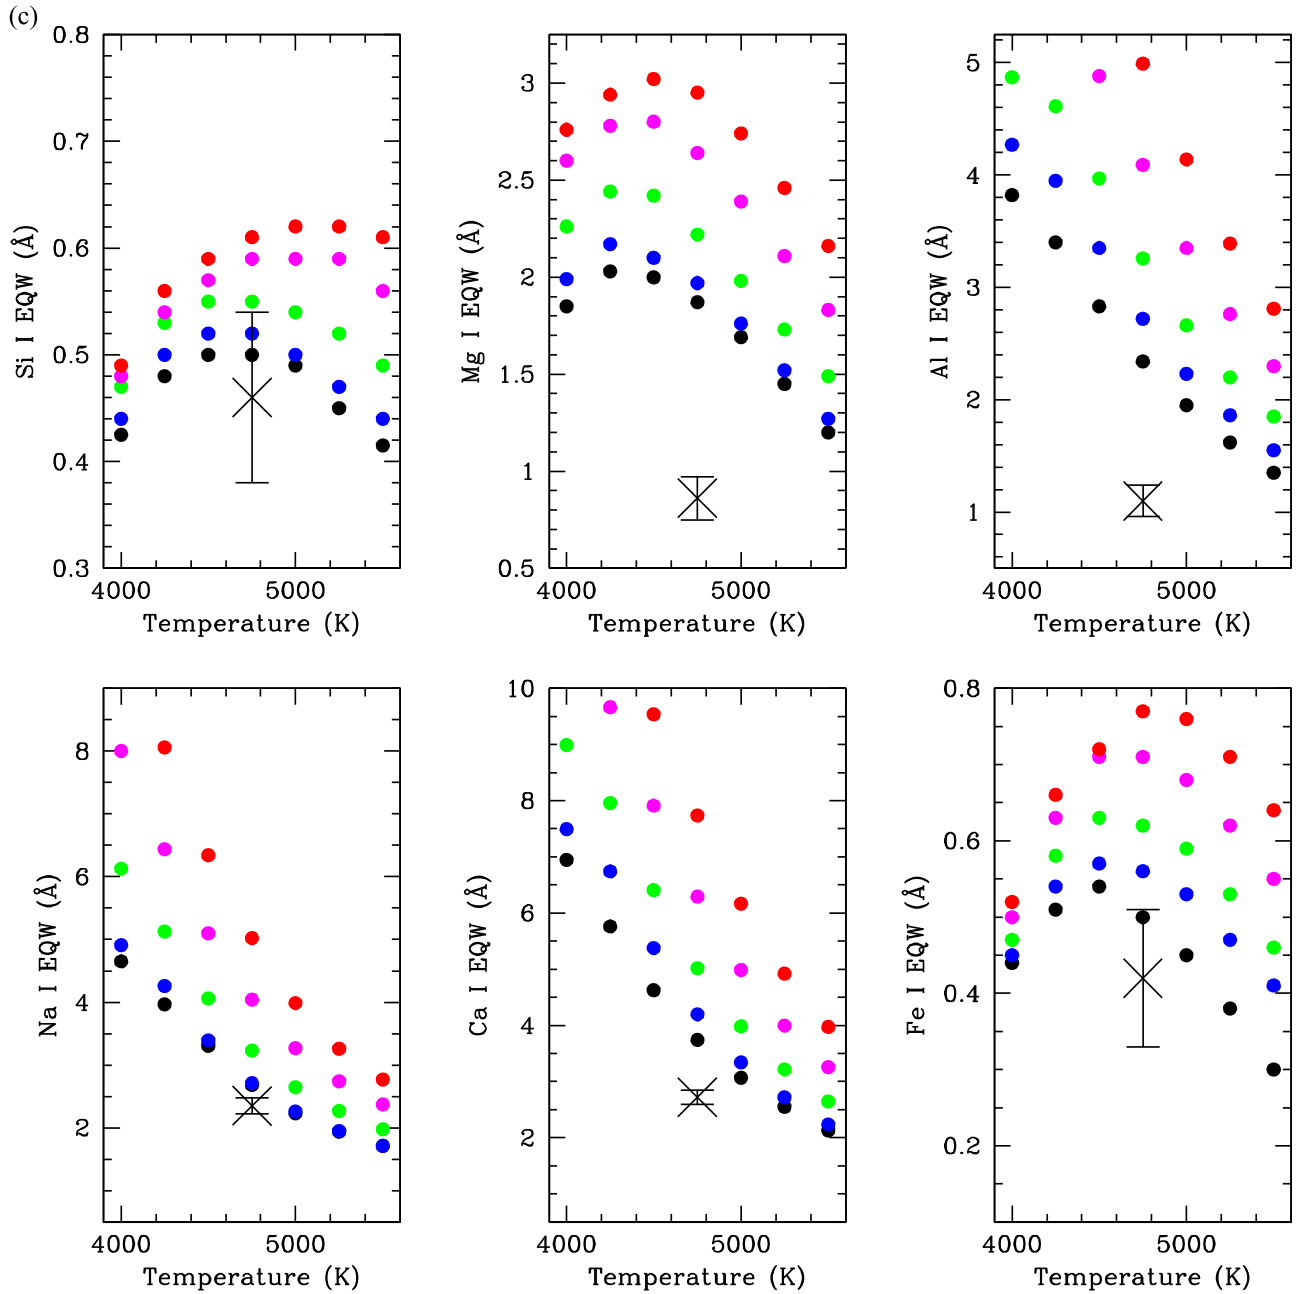 (c)
0.8
0.7
0.6
0.5
0.4
0.3
Si I EQW (Å)
4000 5000
Temperature (K)
3
2.5
2
1.5
1
0.5
Mg I EQW (Å)
4000 5000
Temperature (K)
5
4
3
2
1
Al I EQW (Å)
4000 5000
Temperature (K)
8
6
4
2
Na I EQW (Å)
4000 5000
Temperature (K)
10
8
6
4
2
Ca I EQW (Å)
4000 5000
Temperature (K)
0.8
0.6
0.4
0.2
Fe I EQW (Å)
4000 5000
Temperature (K)